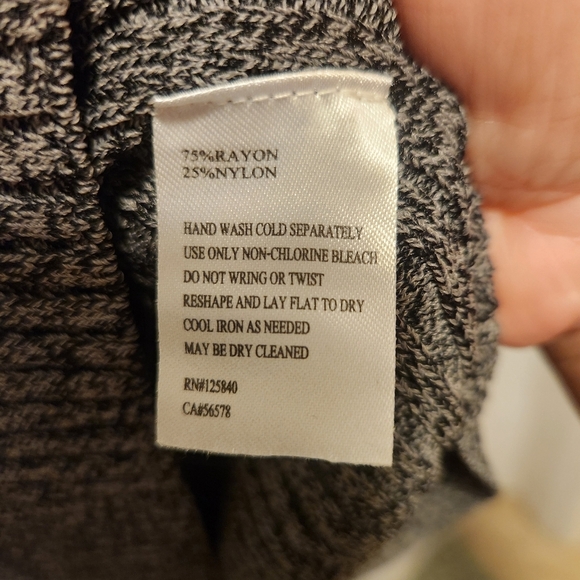 75%RAYON
25%NYLON
HAND WASH COLD SEPARATELY
USE ONLY NON-CHLORINE BLEACH
DO NOT WRING OR TWIST
RESHAPE AND LAY FLAT TO DRY
COOL IRON AS NEEDED
MAY BE DRY CLEANED
RN#125840
CA#56578